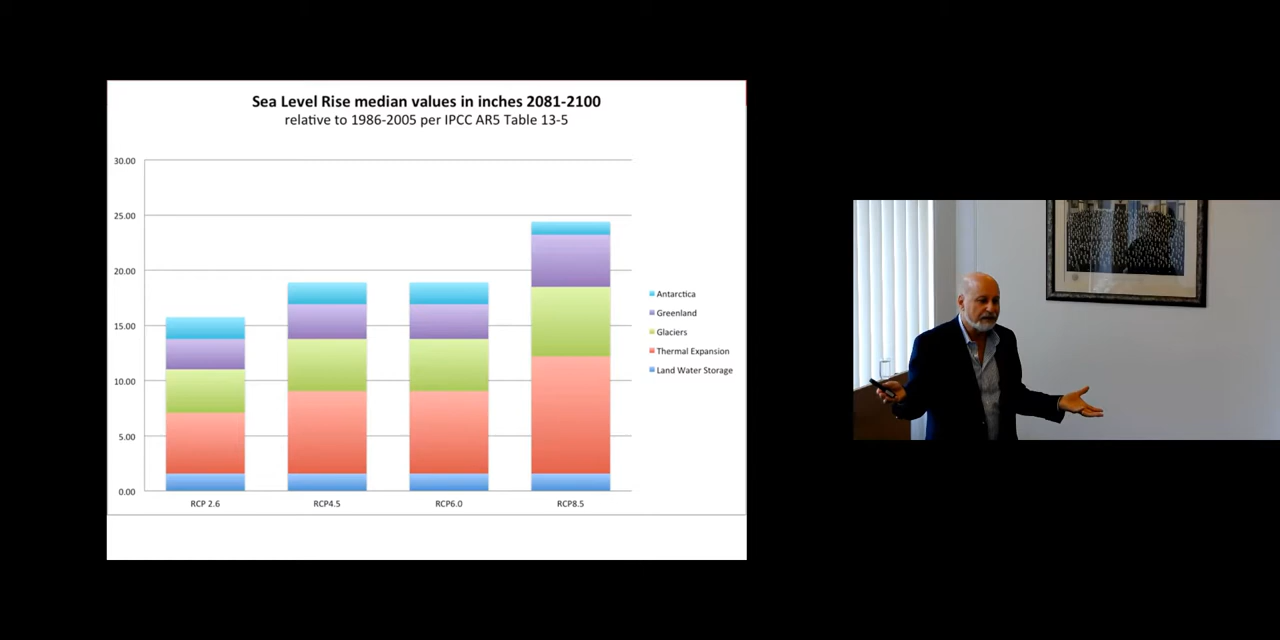 Sea Level Rise median values in inches 2081-2100
relative to 1986-2005 per IPCC AR5 Table 13-5
30.00
25.00
20.00
15.00
10.00
5.00
0.00
RCP 2.6
RCP4.5
RCP6.0
RCP8.5
Antarctica
Greenland
Glaciers
Thermal Expansion
Land Water Storage